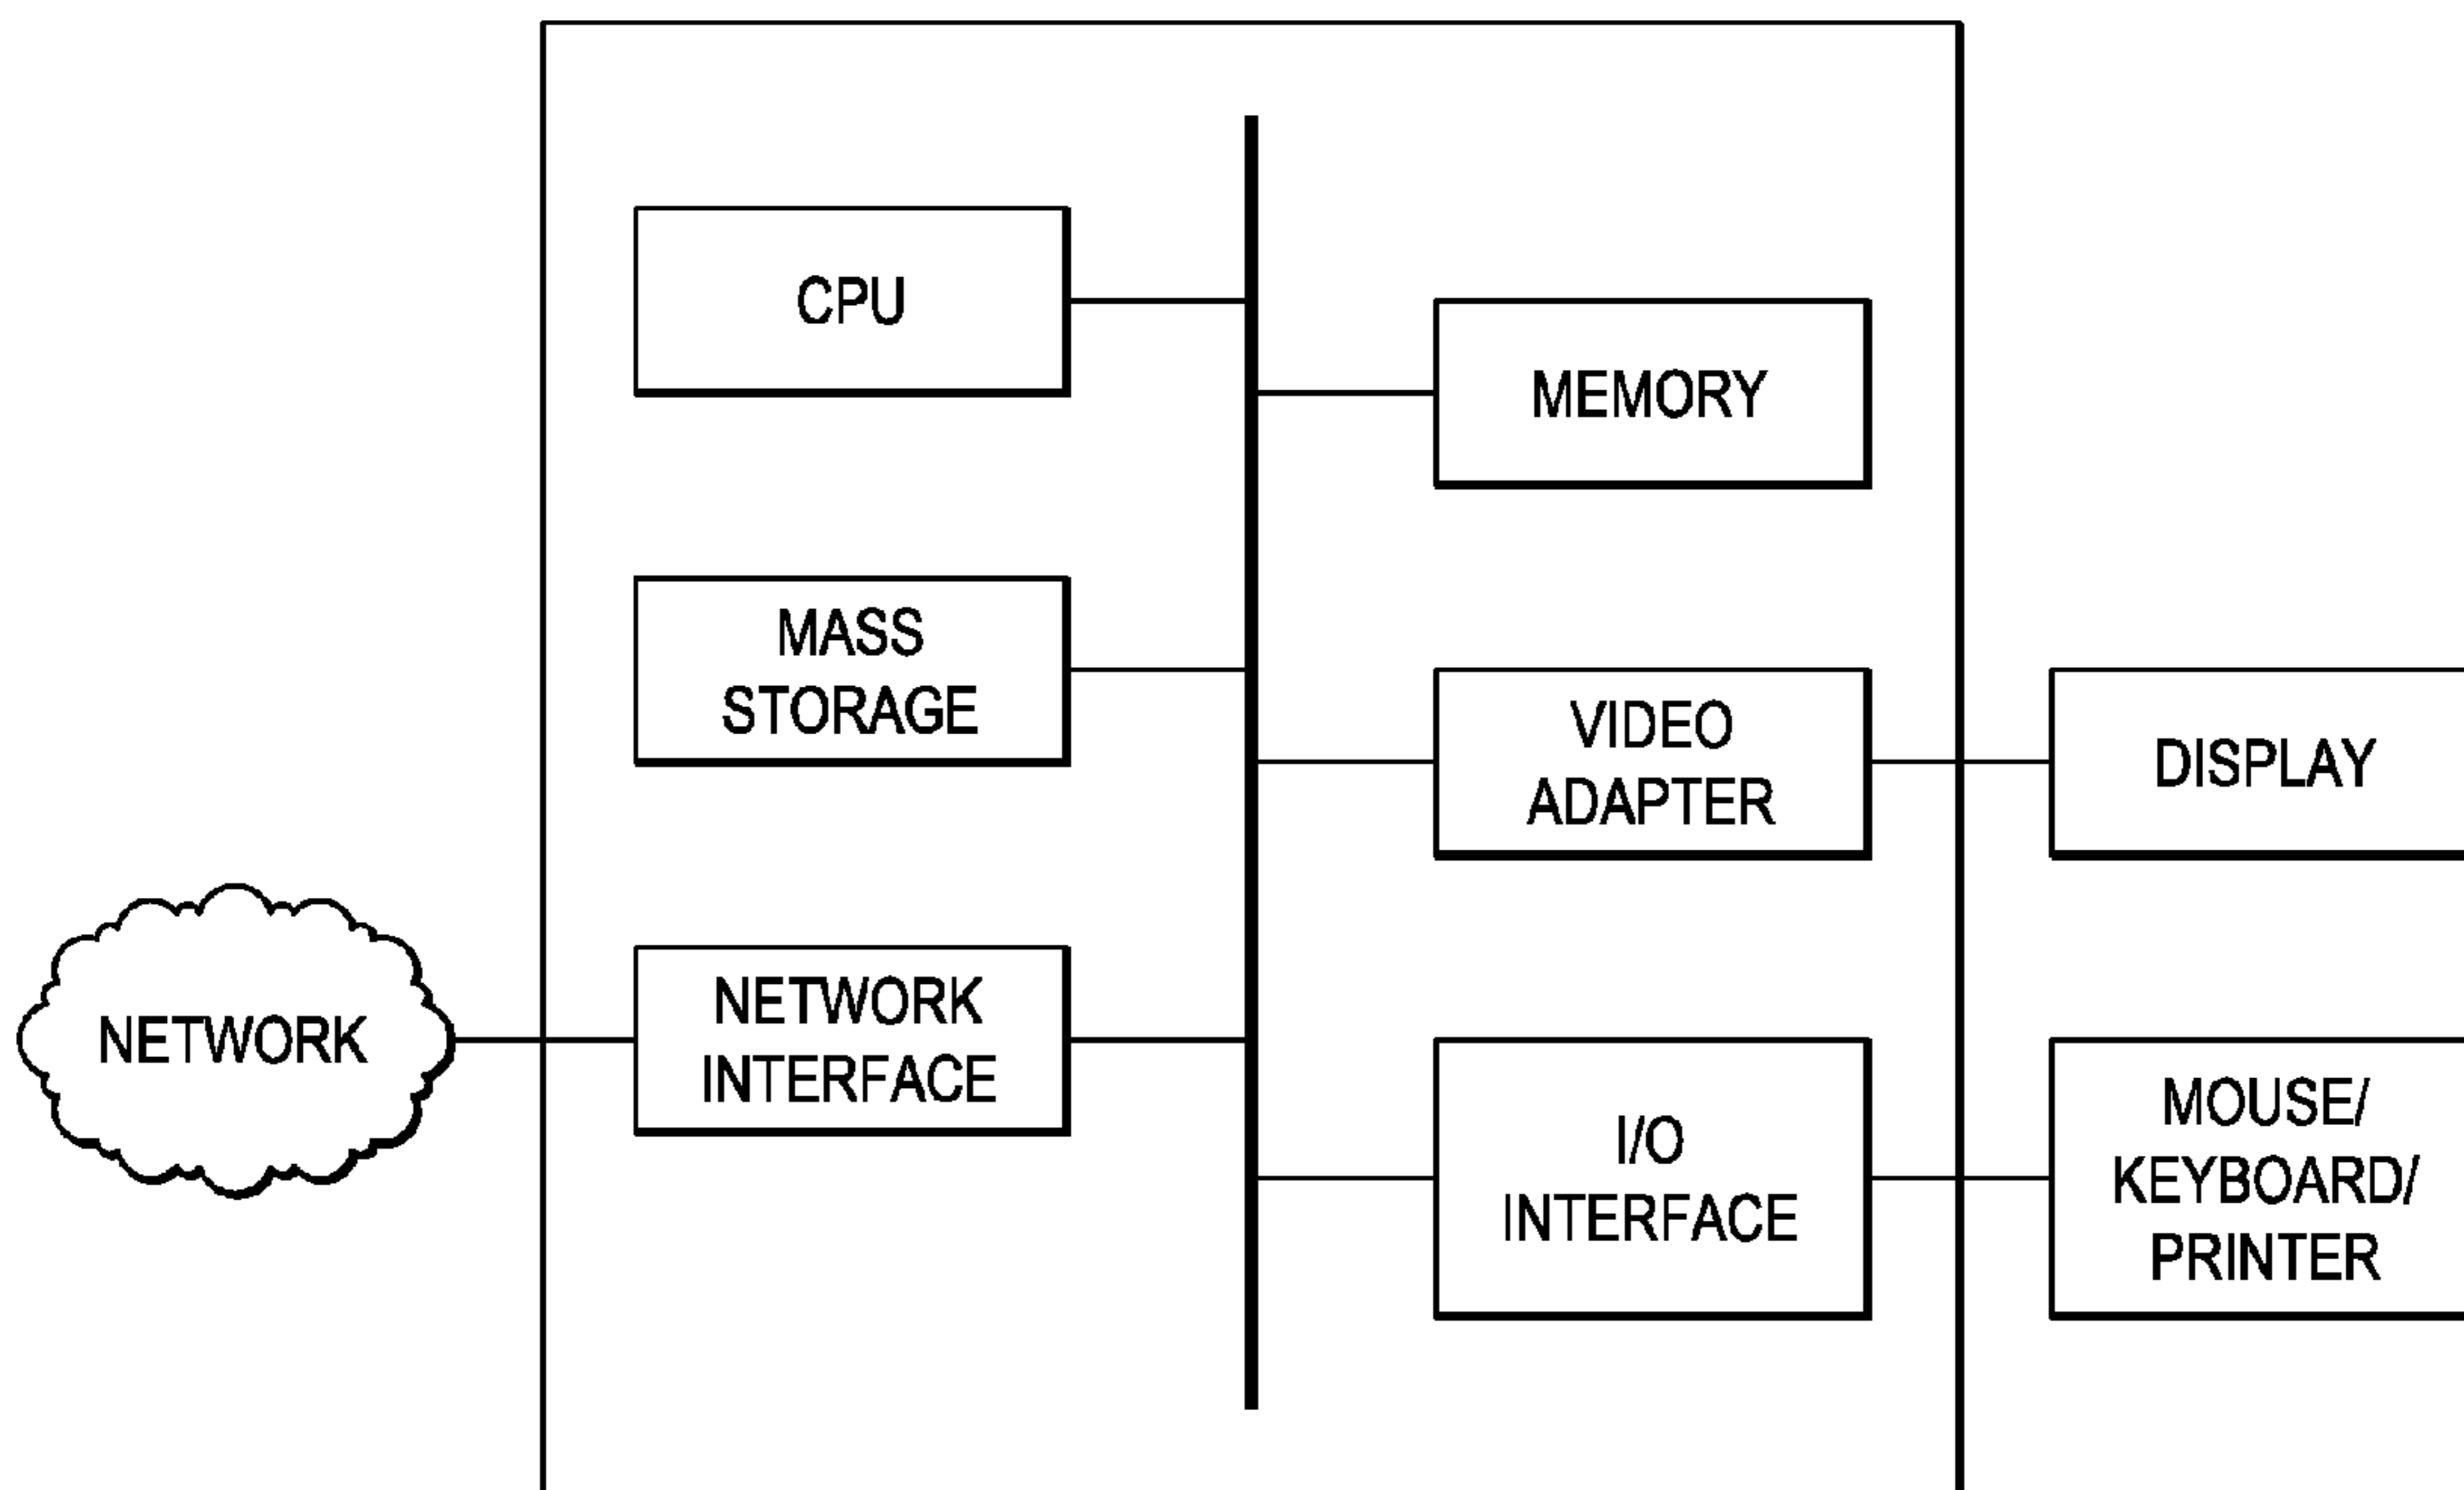 CPU
MEMORY
MASS
STORAGE
VIDEO
ADAPTER
DISPLAY
NETWORK
NETWORK
INTERFACE
I/O
INTERFACE
MOUSE/
KEYBOARD/
PRINTER